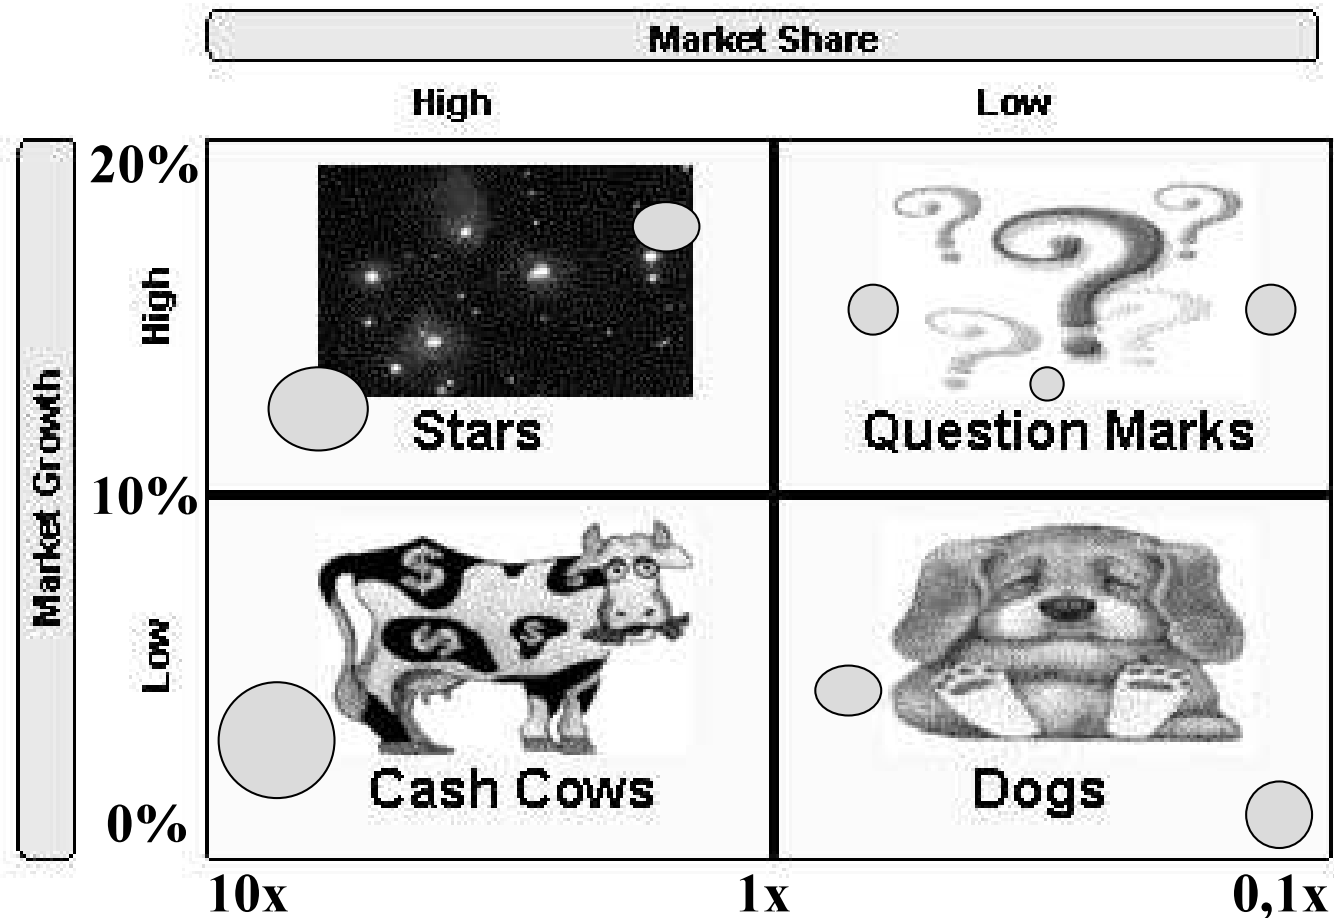 Market Share
High Low
20%
High
Stars Question Marks
Market Growth
10%
$ $ $
Low
Cash Cows Dogs
0%
10x 1x 0,1x